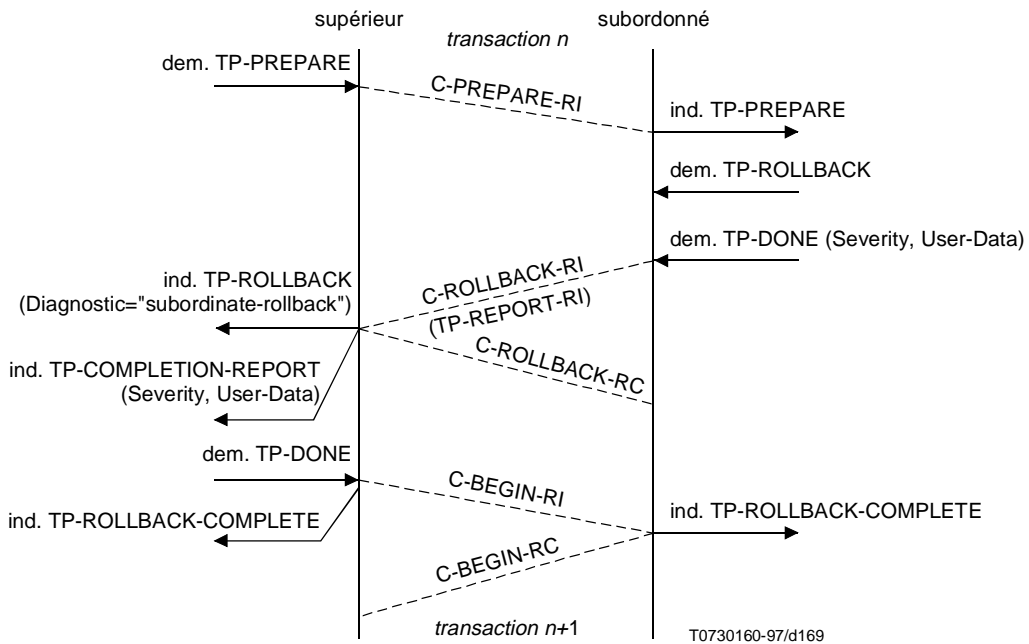 supérieur
subordonné
transaction n
dem. TP-PREPARE
C-PREPARE-RI
ind. TP-PREPARE
dem. TP-ROLLBACK
dem. TP-DONE (Severity, User-Data)
C-ROLLBACK-RI
(TP-REPORT-RI)
ind. TP-ROLLBACK
(Diagnostic="subordinate-rollback")
C-ROLLBACK-RC
ind. TP-COMPLETION-REPORT
(Severity, User-Data)
dem. TP-DONE
C-BEGIN-RI
ind. TP-ROLLBACK-COMPLETE
ind. TP-ROLLBACK-COMPLETE
C-BEGIN-RC
transaction n+1
T0730160-97/d169